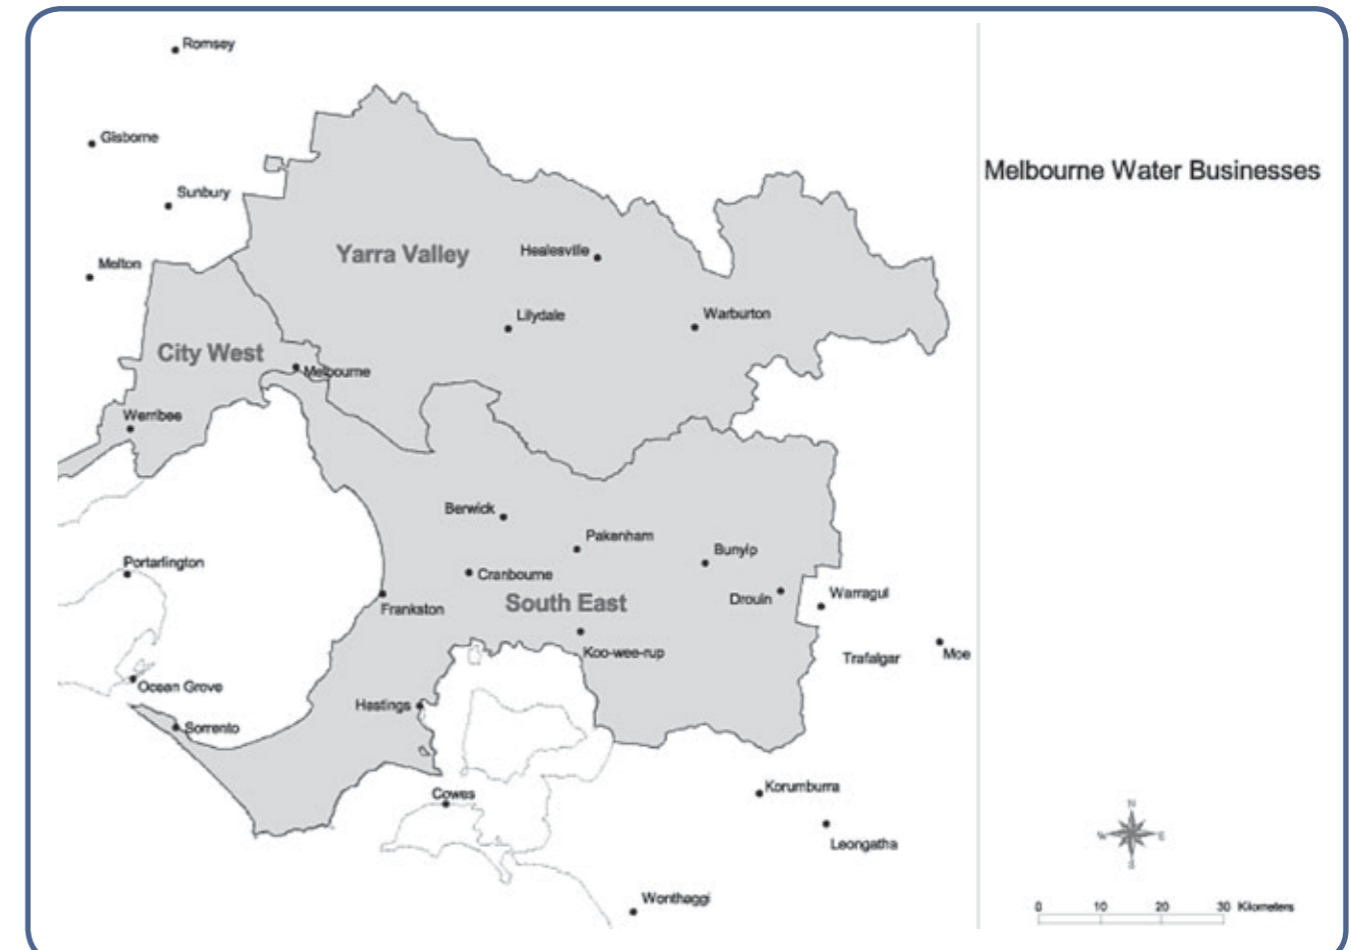 Romsey
Gisborne
Sunbury
Melton
Melbourne Water Businesses
Yarra Valley
Healesville
Lilydale
Warburton
City West
Melbourne
Werribee
Berwick
Pakenham
Bunyip
Cranbourne
South East
Drouin
Warragul
Portarlington
Frankston
Koo-wee-rup
Trafalgar
Moe
Ocean Grove
Hastings
Sorrento
Cowes
Korumburra
Leongatha
Wonthaggi
N
W
E
S
0 10 20 30 Kilometers